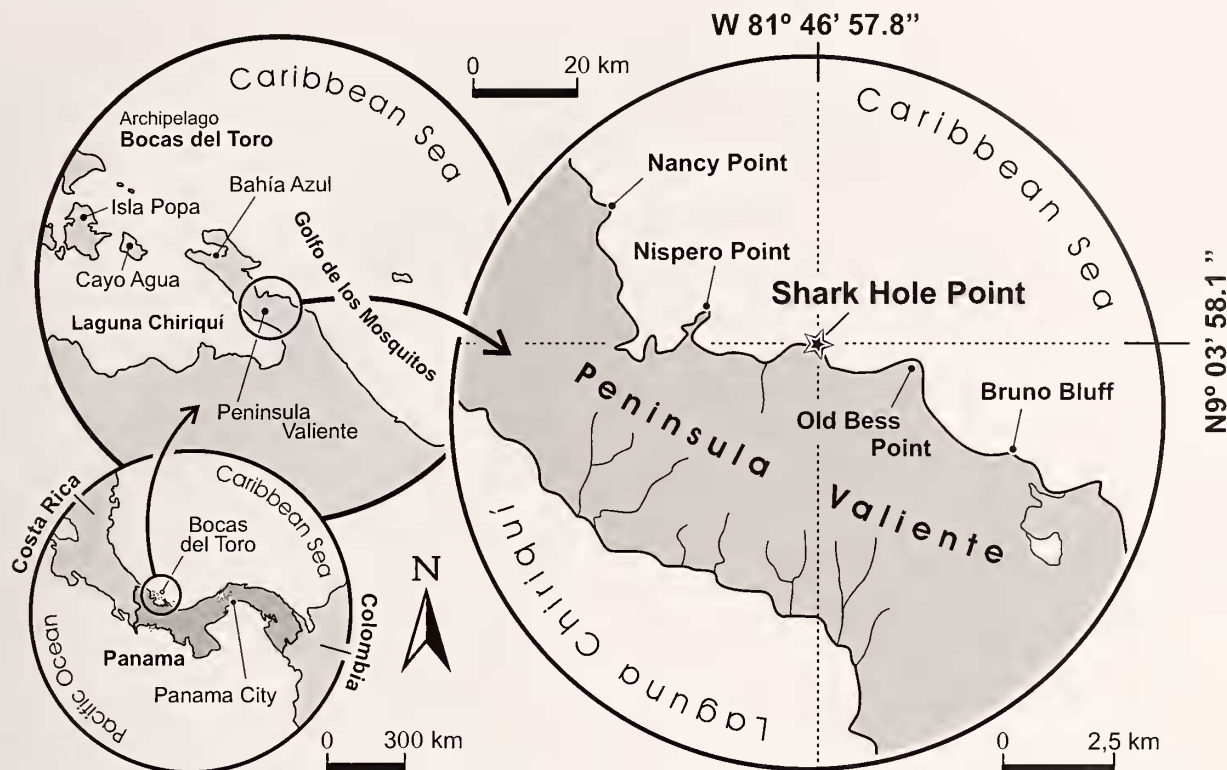 W 81º 46' 57.8”
0 20 km
Caribbean Sea
Archipelago
Bocas del Toro
Bahía Azul
Isla Popa
Cayo Agua
Golfo de los Mosquitos
Laguna Chiriquí
Peninsula
Valiente
Caribbean Sea
Nancy Point
Nispero Point
Shark Hole Point
N9º 03' 58.1 ”
Old Bess
Point
Bruno Bluff
Peninsula Valiente
Laguna Chiriquí
Costa Rica
Caribbean Sea
Bocas
del Toro
N
Colombia
Panama
Panama City
Pacific Ocean
0 300 km
0 2,5 km